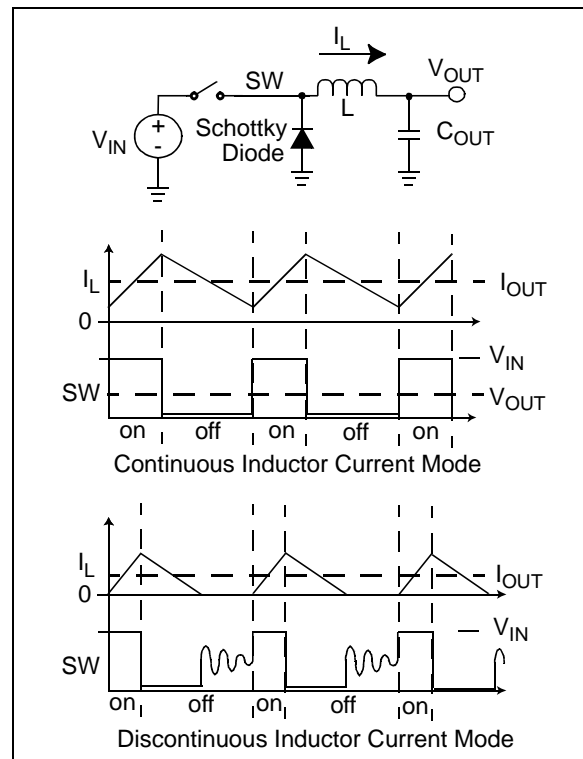 I_L
V_OUT
SW
L
V_IN
+
-
Schottky
Diode
C_OUT
I_L
I_OUT
0
V_IN
SW
V_OUT
on off on off on
Continuous Inductor Current Mode
I_L
I_OUT
0
V_IN
SW
on off on off on
Discontinuous Inductor Current Mode